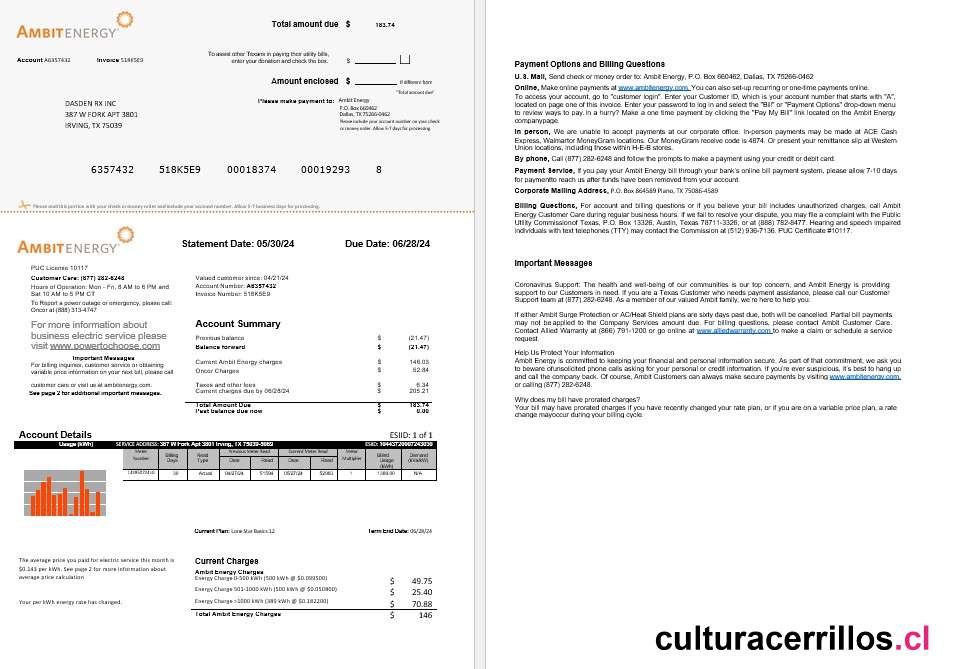 AMBITENERGY
Total amount due $ 183.74
Account A6357432 Invoice 518K5E9
To assist other Texans in paying their utility bills,
enter your donation and check the box. $
Amount enclosed $ If different from
"Total amount due"
Please make payment to: Ambit Energy
P.O. Box 660462
Dallas, TX 75266-0462
Please include your account number on your check
or money order. Allow 5-7 days for processing.
DASDEN RX INC
387 W FORK APT 3801
IRVING, TX 75039
6357432 518K5E9 00018374 00019293 8
Please mail this portion with your check or money order and include your account number. Allow 5-7 business days for processing.
AMBITENERGY
Statement Date: 05/30/24 Due Date: 06/28/24
PUC License 10117
Customer Care: (877) 282-6248
Hours of Operation: Mon - Fri, 8 AM to 6 PM and
Sat 10 AM to 5 PM CT
To Report a power outage or emergency, please call:
Oncor at (888) 313-4747
For more information about
business electric service please
visit www.powertochoose.com
Important Messages
For billing inquiries, customer service or obtaining
variable price information on your next bill, please call
customer care or visit us at ambitenergy.com.
See page 2 for additional important messages.
Valued customer since: 04/21/24
Account Number: A6357432
Invoice Number: 518K5E9
Account Summary
Previous balance $ (21.47)
Balance forward $ (21.47)
Current Ambit Energy charges $ 146.03
Oncor Charges $ 52.84
Taxes and other fees $ 6.34
Current charges due by 06/28/24 $ 205.21
Total Amount Due $ 183.74
Past balance due now $ 0.00
Account Details ESIID: 1 of 1
Usage (kWh) SERVICE ADDRESS: 387 W Fork Apt 3801 Irving, TX 75039-5689
Meter Number Billing Days Read Type Previous Meter Read Current Meter Read Meter Multiplier Billed Usage (kWh) Demand (kW/kVA)
Date Read Date Read
30 Actual 04/27/24 51594 05/27/24 1 N/A
Current Plan: Lone Star Basics 12 Term End Date: 06/28/24
The average price you paid for electric service this month is
$0.143 per kWh. See page 2 for more information about
average price calculation
Your per kWh energy rate has changed.
Current Charges
Ambit Energy Charges
Energy Charge 0-500 kWh (500 kWh @ $0.099500) $ 49.75
Energy Charge 501-1000 kWh (500 kWh @ $0.050800) $ 25.40
Energy Charge >1000 kWh (380 kWh @ $0.182200) $ 70.88
Total Ambit Energy Charges $ 146
Payment Options and Billing Questions
U.S. Mail, Send check or money order to: Ambit Energy, P.O. Box 660462, Dallas, TX 75266-0462
Online, Make online payments at www.ambitenergy.com. You can also set-up recurring or one-time payments online.
To access your account, go to "customer login". Enter your Customer ID, which is your account number that starts with "A",
located on page one of this invoice. Enter your password to log in and select the "Bill" or "Payment Options" drop-down menu
to review ways to pay. In a hurry? Make a one time payment by clicking the "Pay My Bill" link located on the Ambit Energy
companypage.
In person, We are unable to accept payments at our corporate office. In-person payments may be made at ACE Cash
Express, Walmartor MoneyGram locations. Our MoneyGram receive code is 4874. Or present your remittance slip at Western
Union locations, including those within H-E-B stores.
By phone, Call (877) 282-6248 and follow the prompts to make a payment using your credit or debit card.
Payment Service, If you pay your Ambit Energy bill through your bank's online bill payment system, please allow 7-10 days
for paymentto reach us after funds have been removed from your account.
Corporate Mailing Address, P.O. Box 864589 Plano, TX 75086-4589
Billing Questions, For account and billing questions or if you believe your bill includes unauthorized charges, call Ambit
Energy Customer Care during regular business hours. If we fail to resolve your dispute, you may file a complaint with the Public
Utility Commissionof Texas, P.O. Box 13326, Austin, Texas 78711-3326, or at (888) 782-8477. Hearing and speech impaired
individuals with text telephones (TTY) may contact the Commission at (512) 936-7136. PUC Certificate #10117.
Important Messages
Coronavirus Support: The health and well-being of our communities is our top concern, and Ambit Energy is providing
support to our Customers in need. If you are a Texas Customer who needs payment assistance, please call our Customer
Support team at (877) 282-6248. As a member of our valued Ambit family, we're here to help you.
If either Ambit Surge Protection or AC/Heat Shield plans are sixty days past due, both will be cancelled. Partial bill payments
may not be applied to the Company Services amount due. For billing questions, please contact Ambit Customer Care.
Contact Allied Warranty at (866) 791-1200 or go online at www.alliedwarranty.com to make a claim or schedule a service
request.
Help Us Protect Your Information
Ambit Energy is committed to keeping your financial and personal information secure. As part of that commitment, we ask you
to beware ofunsolicited phone calls asking for your personal or credit information. If you're ever suspicious, it's best to hang up
and call the company back. Of course, Ambit Customers can always make secure payments by visiting www.ambitenergy.com,
or calling (877) 282-6248.
Why does my bill have prorated charges?
Your bill may have prorated charges if you have recently changed your rate plan, or if you are on a variable price plan, a rate
change mayoccur during your billing cycle.
culturacerrillos.cl